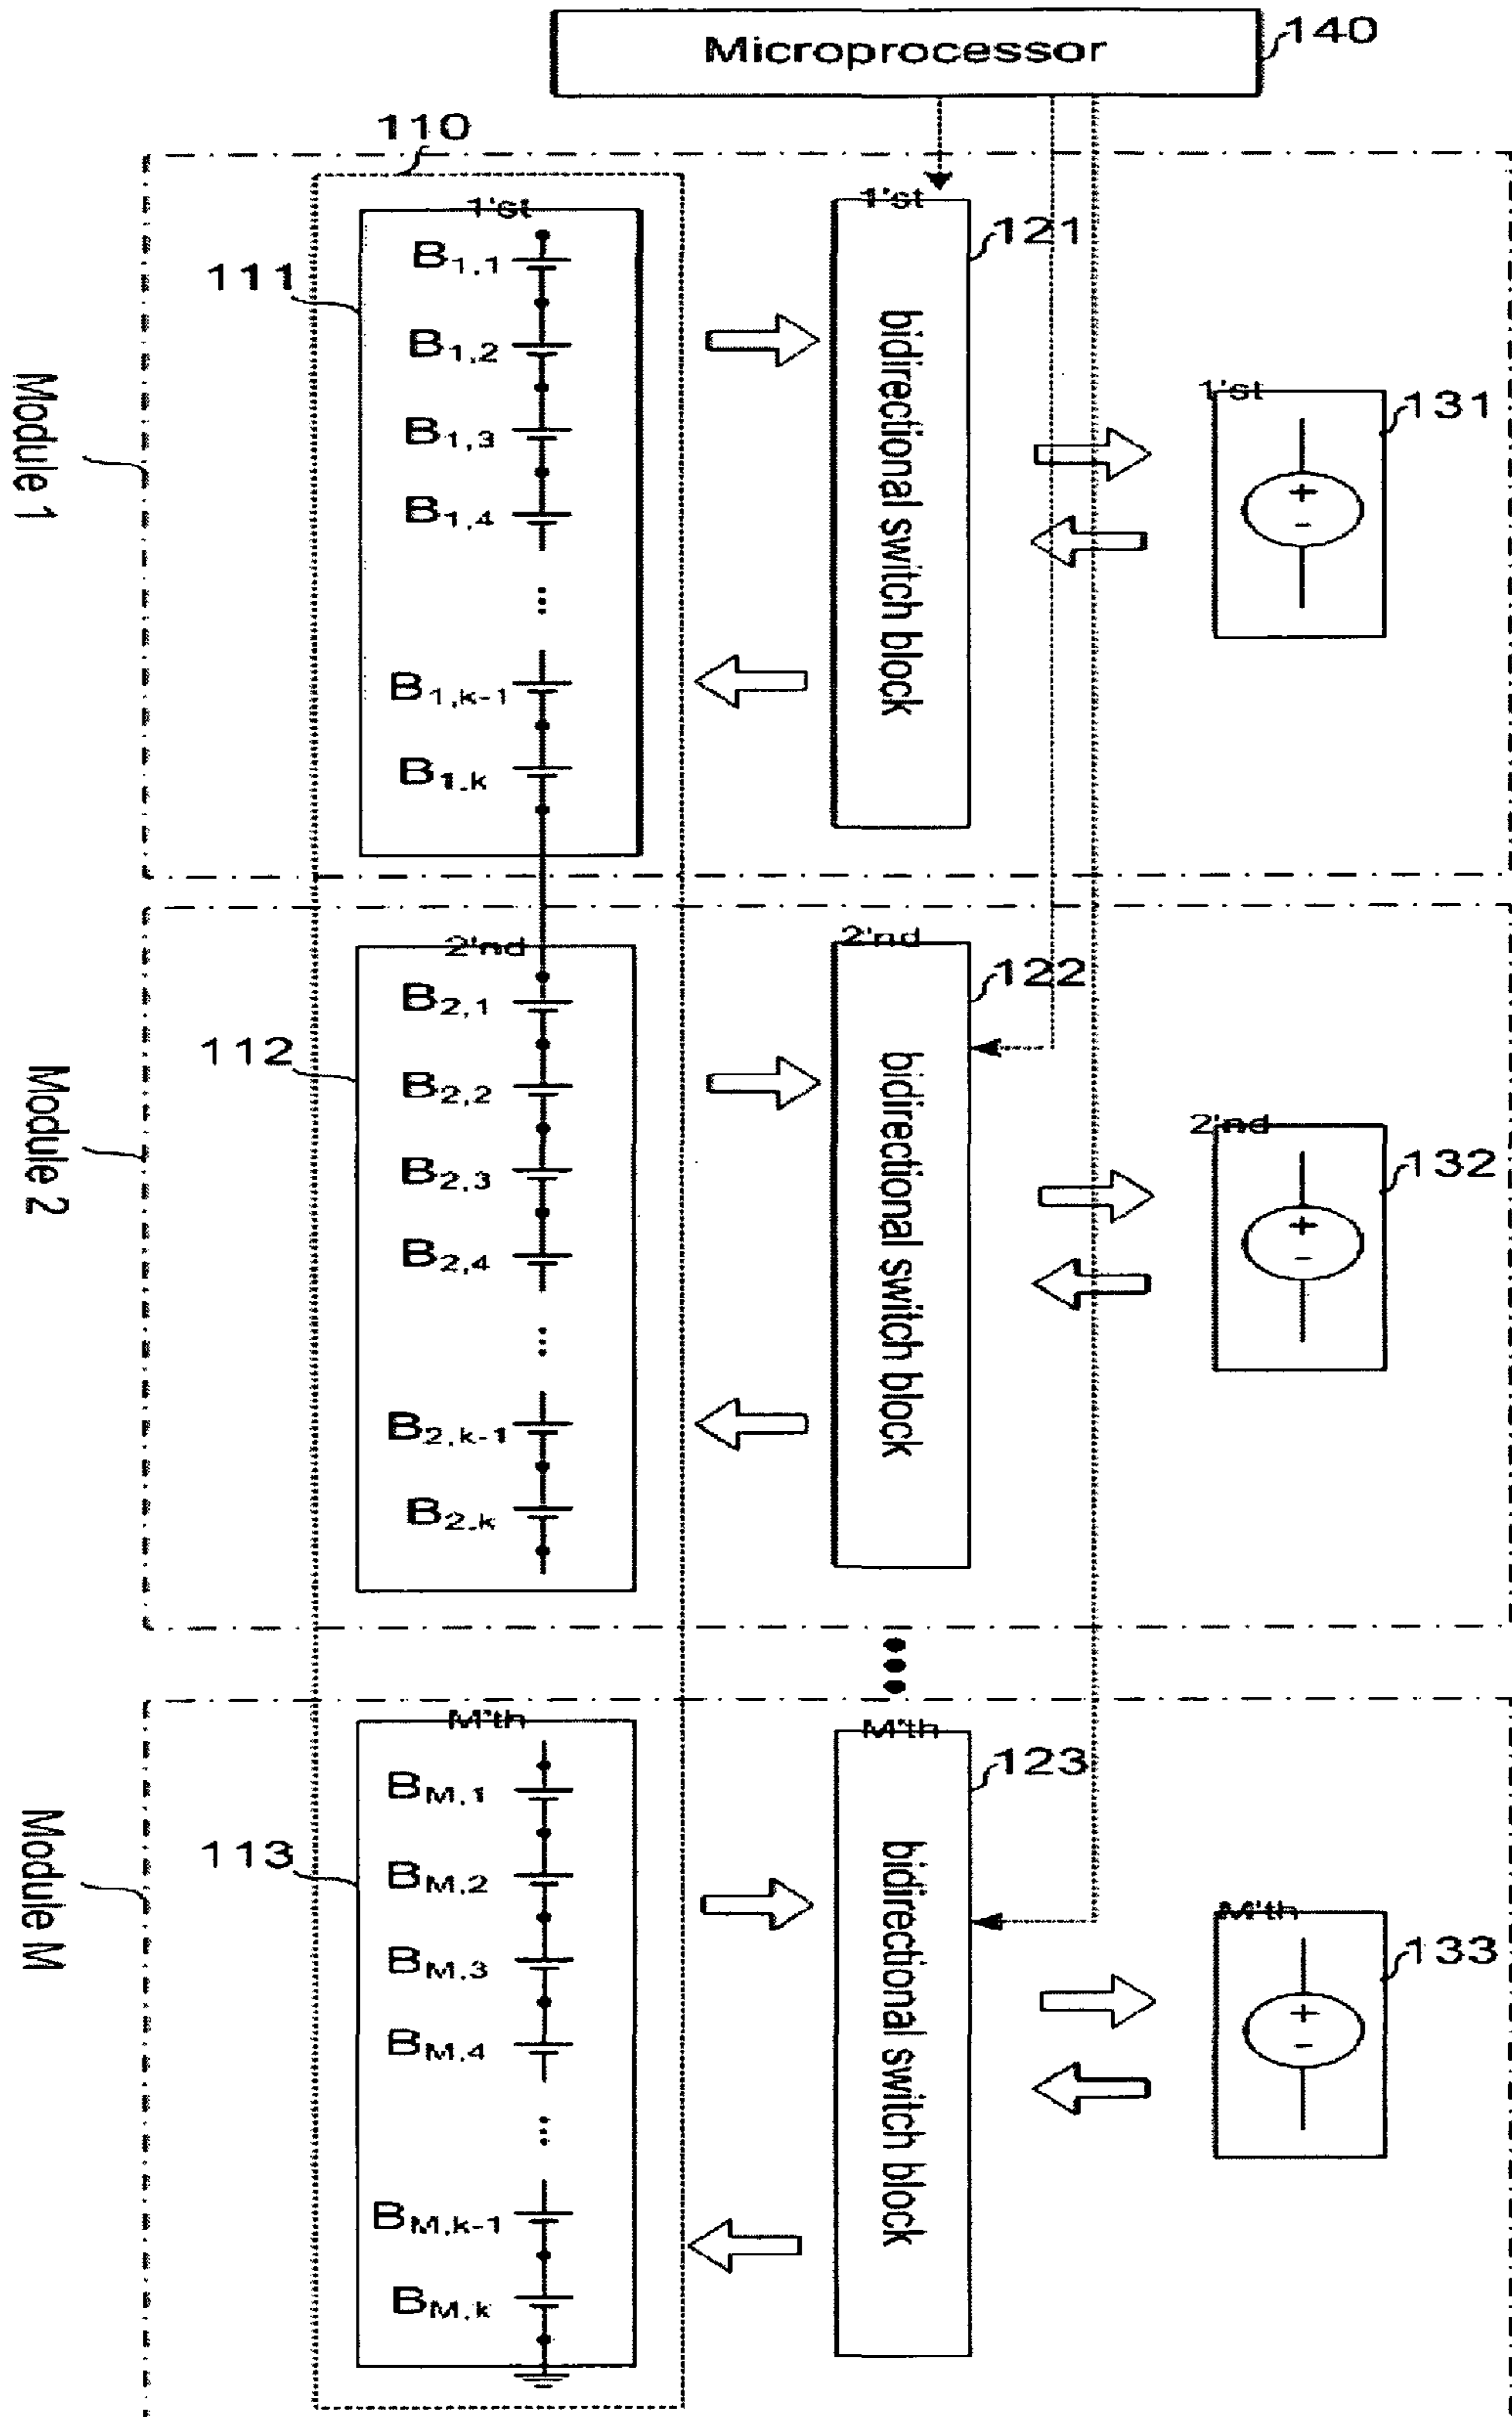 Microprocessor
140
110
1'st
111
B1,1
B1,2
B1,3
B1,4
...
B1,k-1
B1,k
1'st
121
bidirectional switch block
1'st
131
+
-
Module 1
2'nd
112
B2,1
B2,2
B2,3
B2,4
...
B2,k-1
B2,k
2'nd
122
bidirectional switch block
2'nd
132
+
-
Module 2
...
M'th
113
BM,1
BM,2
BM,3
BM,4
...
BM,k-1
BM,k
M'th
123
bidirectional switch block
M'th
133
+
-
Module M